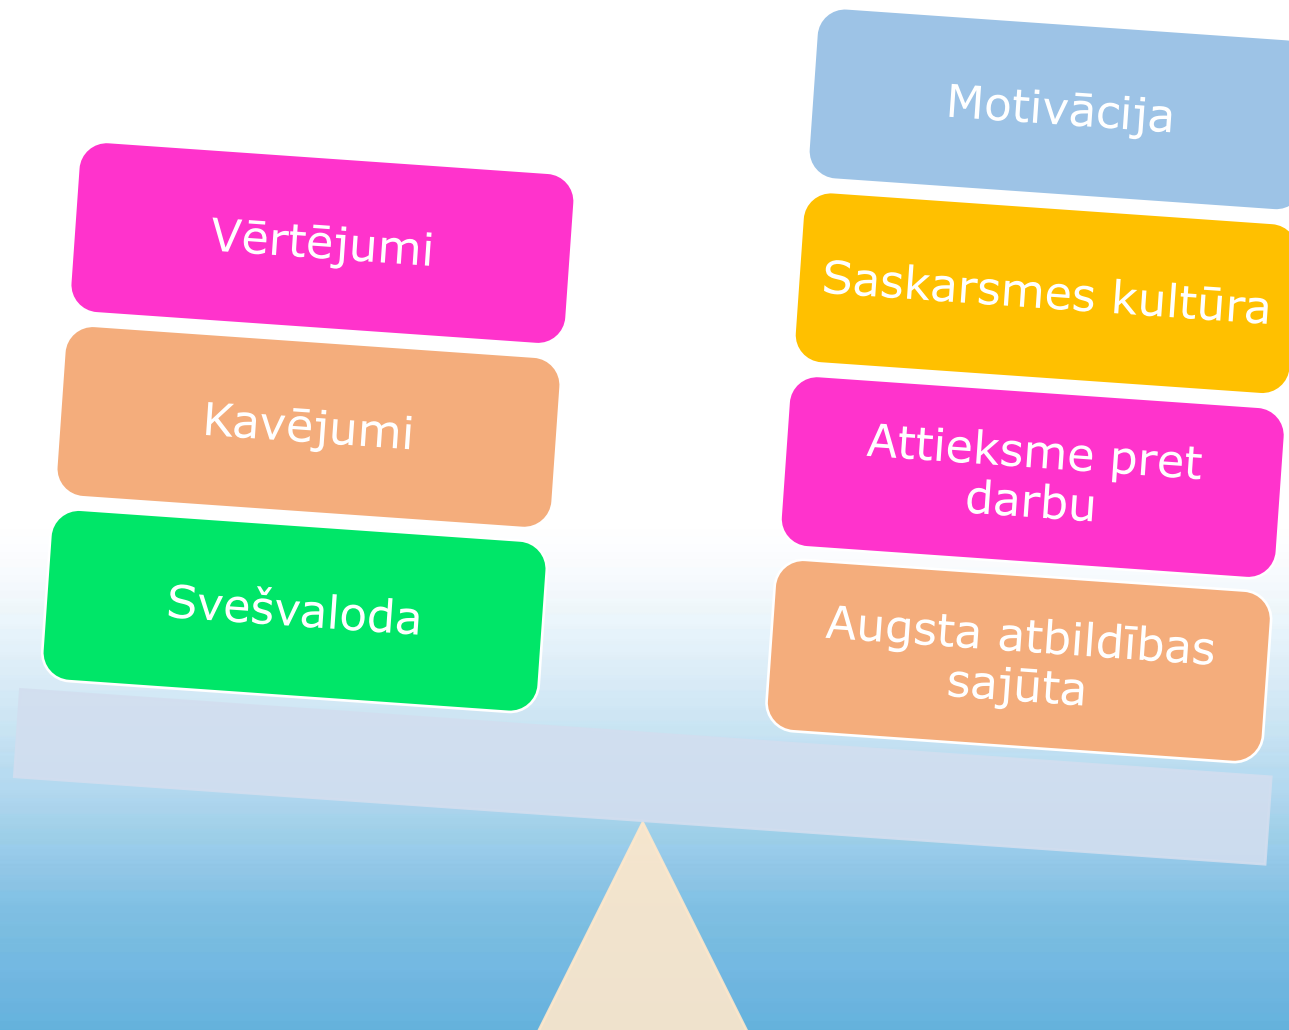 Vērtējumi
Kavējumi
Svešvaloda
Motivācija
Saskarsmes kultūra
Attieksme pret
darbu
Augsta atbildības
sajūta